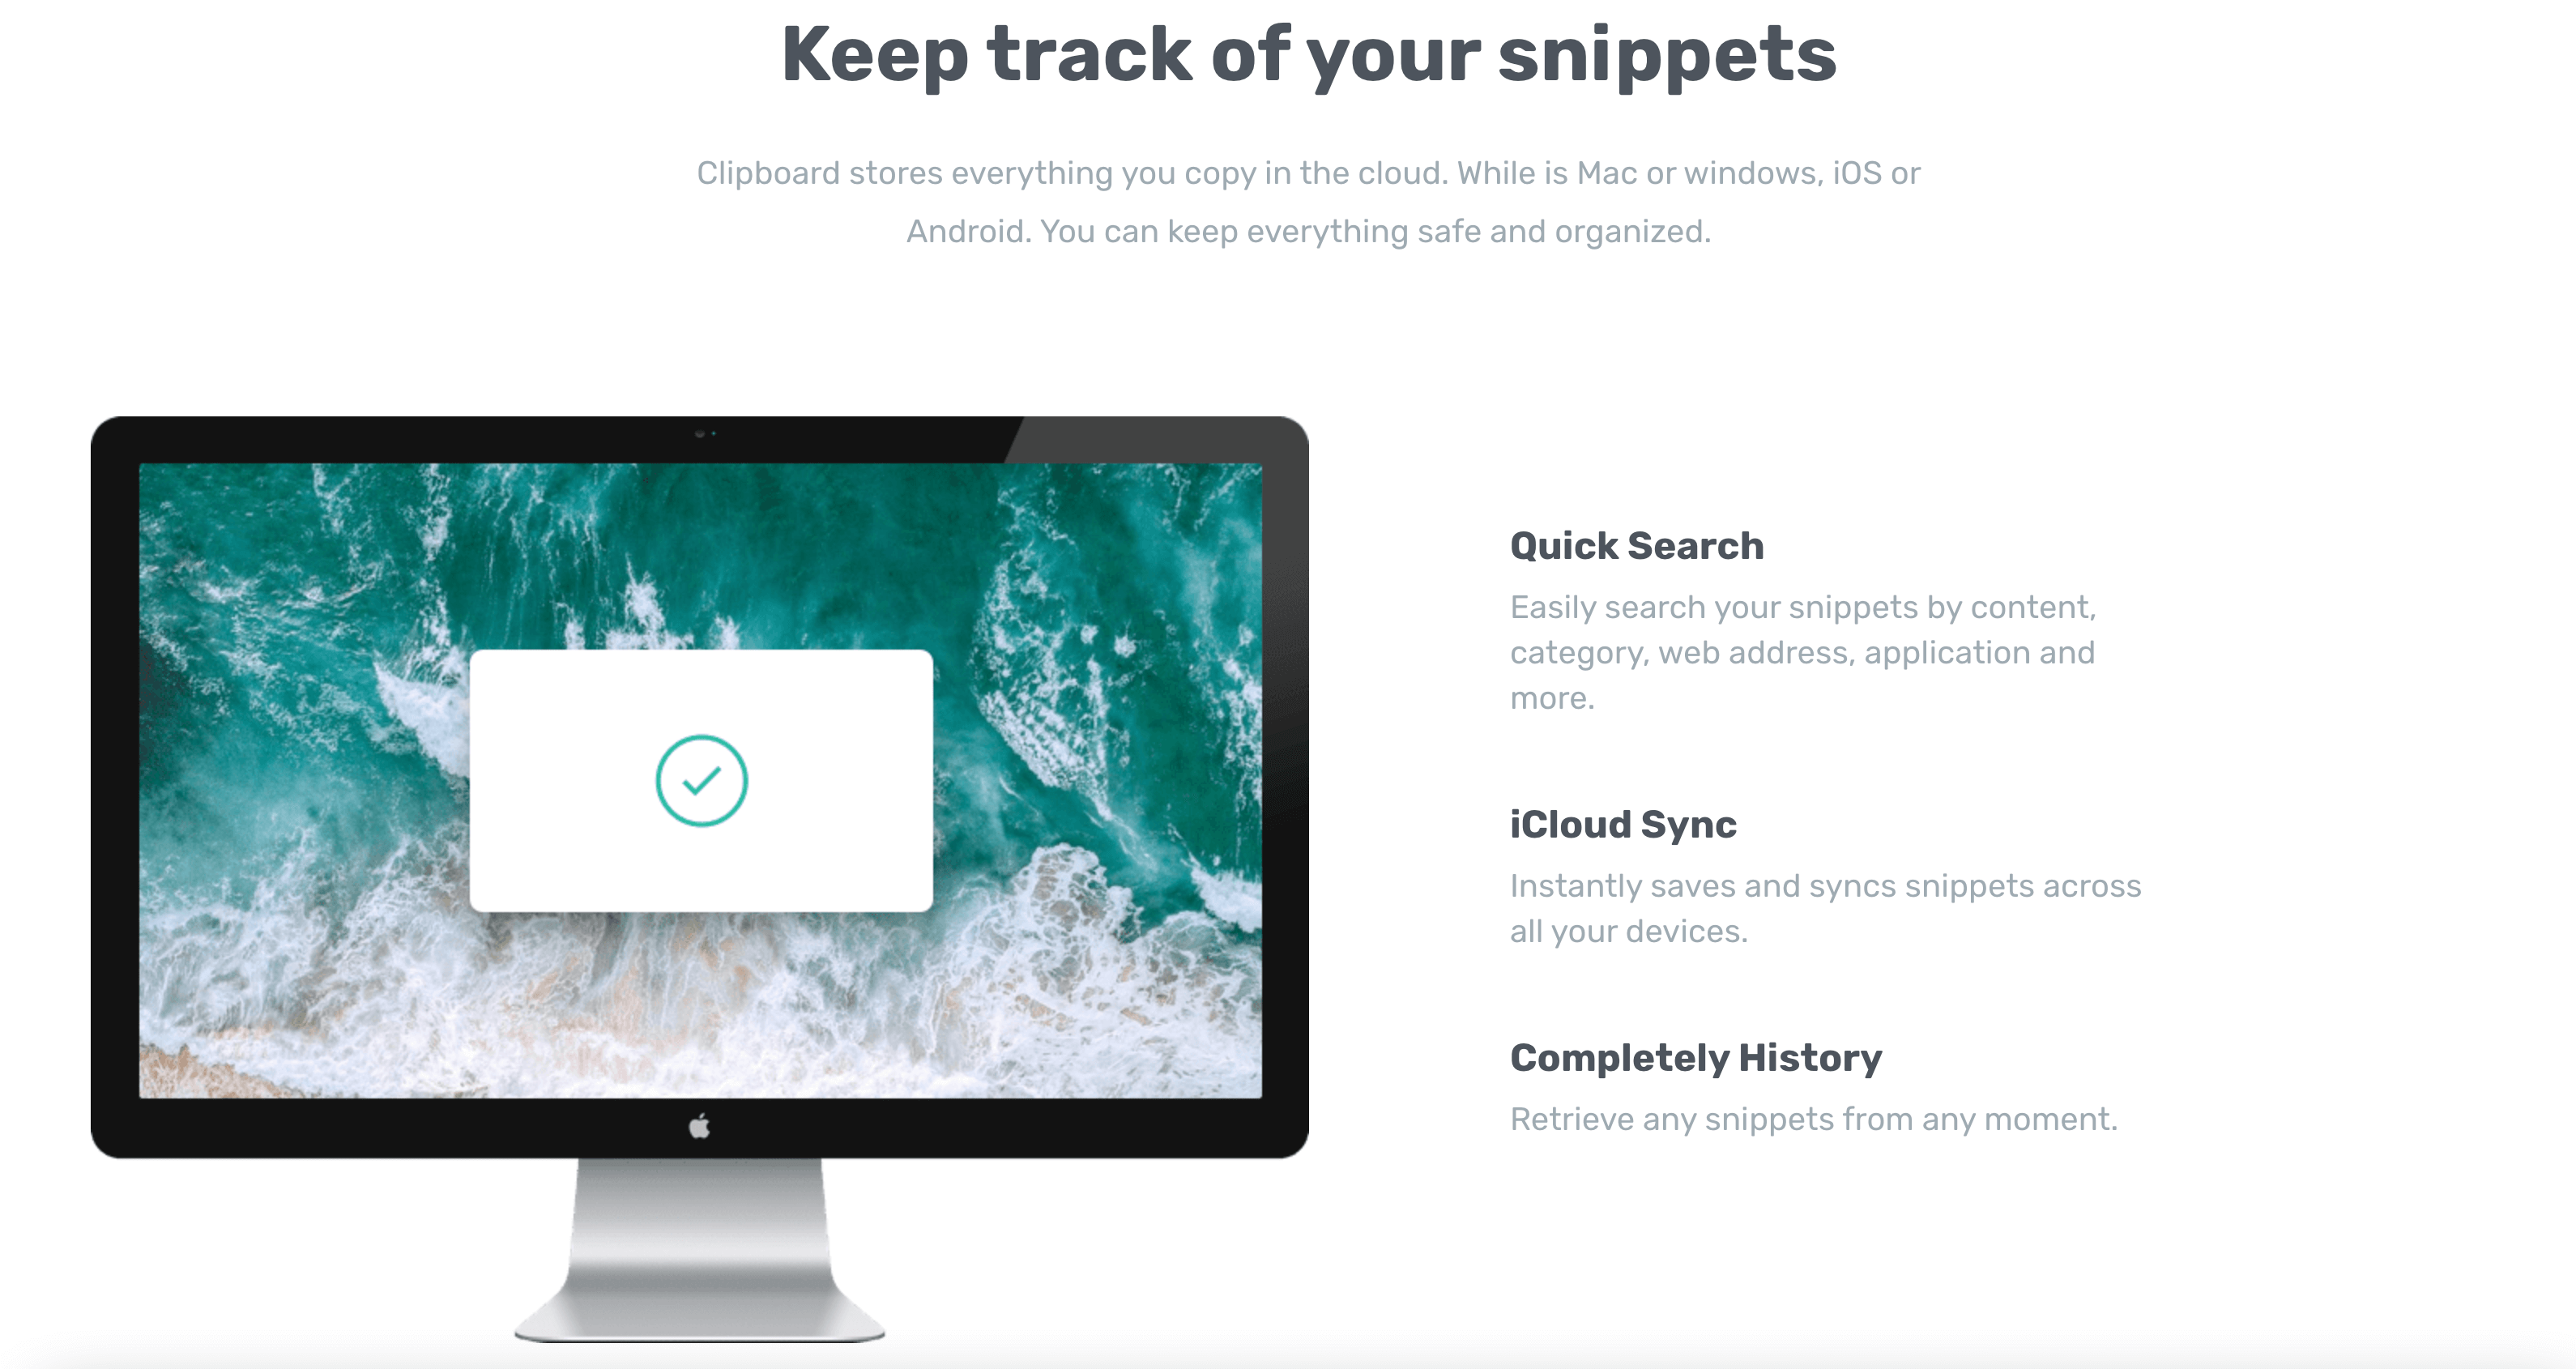 Keep track of your snippets
Clipboard stores everything you copy in the cloud. While is Mac or windows, iOS or
Android. You can keep everything safe and organized.
Quick Search
Easily search your snippets by content,
category, web address, application and
more.
iCloud Sync
Instantly saves and syncs snippets across
all your devices.
Completely History
Retrieve any snippets from any moment.